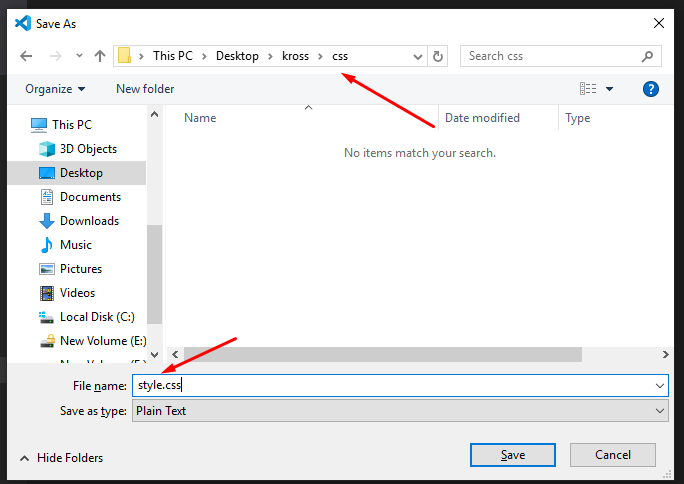 Save As
This PC > Desktop > kross > css
Search css
Organize
New folder
?
Name
Date modified
Type
No items match your search.
This PC
3D Objects
Desktop
Documents
Downloads
Music
Pictures
Videos
Local Disk (C:)
New Volume (E:)
File name: style.css
Save as type: Plain Text
Hide Folders
Save
Cancel